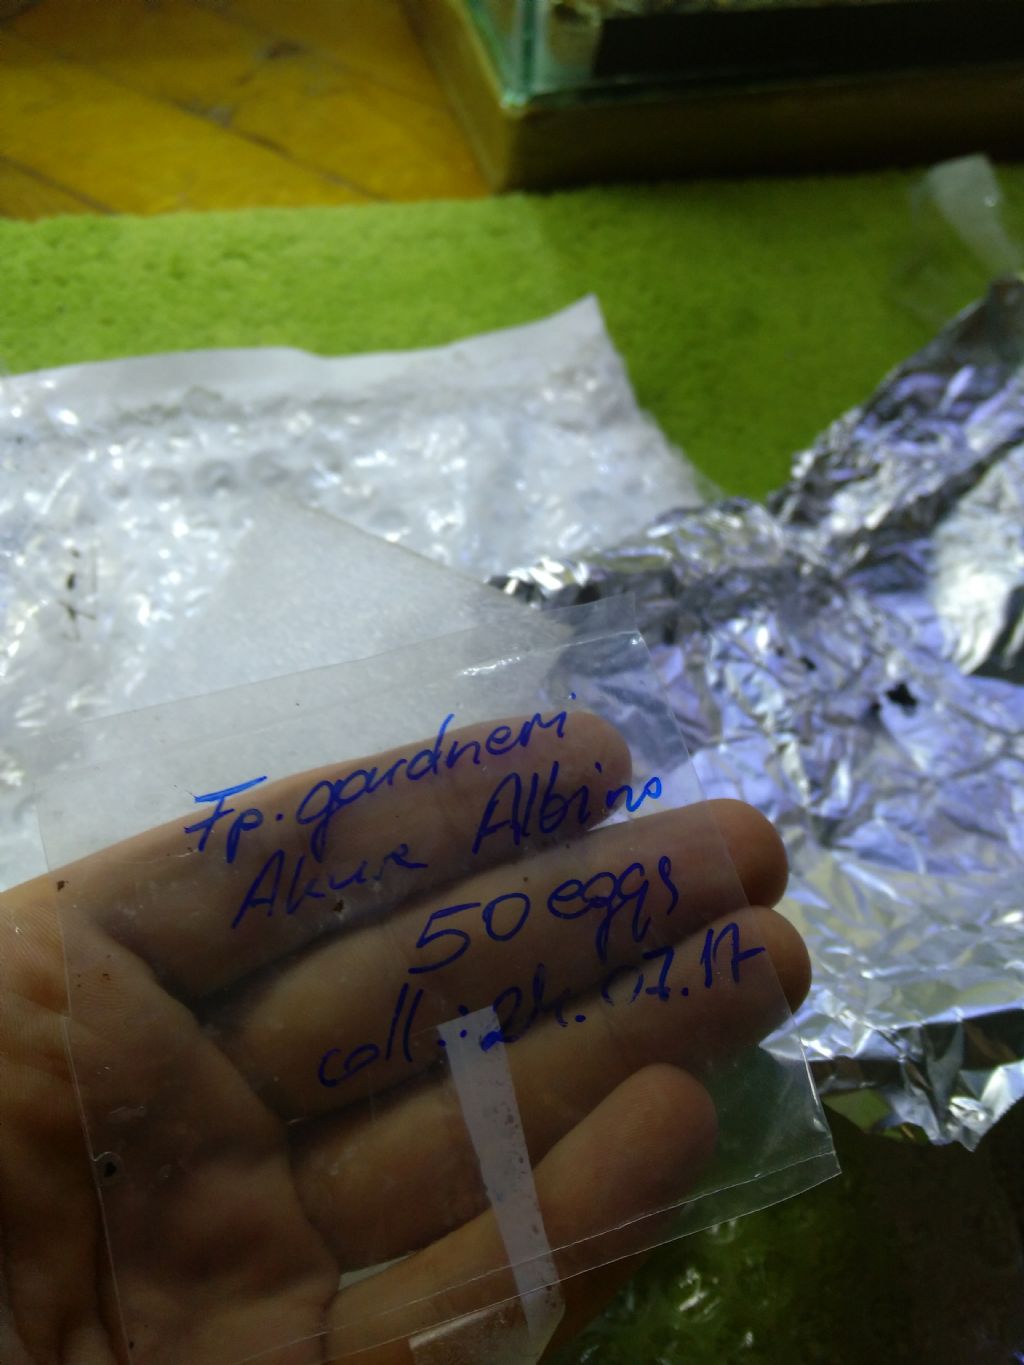 Fp. gardneri
Akure Albino
50 eggs
coll.: 24.07.17